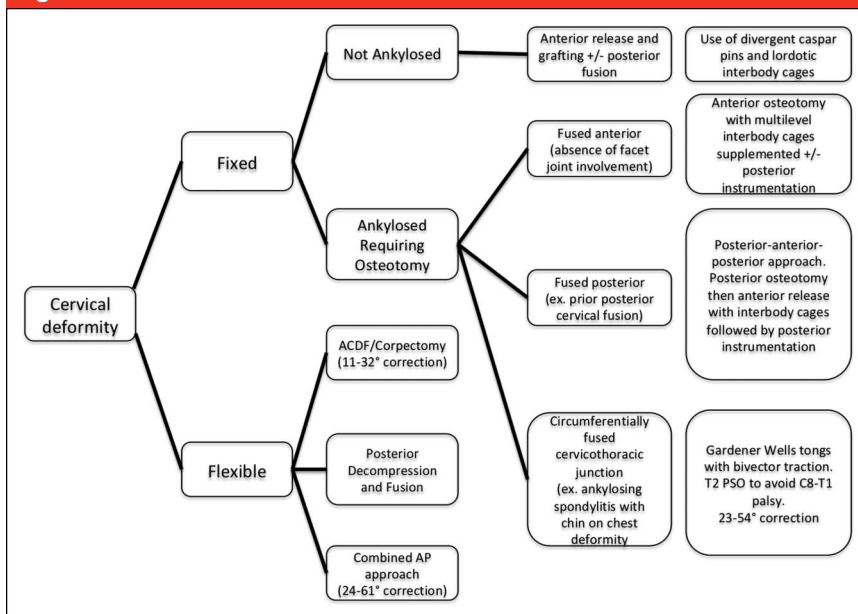 Not Ankylosed
Anterior release and
grafting +/- posterior
fusion
Use of divergent caspar
pins and lordotic
interbody cages
Fixed
Fused anterior
(absence of facet
joint involvement)
Anterior osteotomy
with multilevel
interbody cages
supplemented +/-
posterior
instrumentation
Ankylosed
Requiring
Osteotomy
Cervical
deformity
Fused posterior
(ex. prior posterior
cervical fusion)
Posterior-anterior-
posterior approach.
Posterior osteotomy
then anterior release
with interbody cages
followed by posterior
instrumentation
ACDF/Corpectomy
(11-32° correction)
Flexible
Posterior
Decompression
and Fusion
Circumferentially
fused
cervicothoracic
junction
(ex. ankylosing
spondylitis with
chin on chest
deformity
Gardener Wells tongs
with bivector traction.
T2 PSO to avoid C8-T1
palsy.
23-54° correction
Combined AP
approach
(24-61° correction)